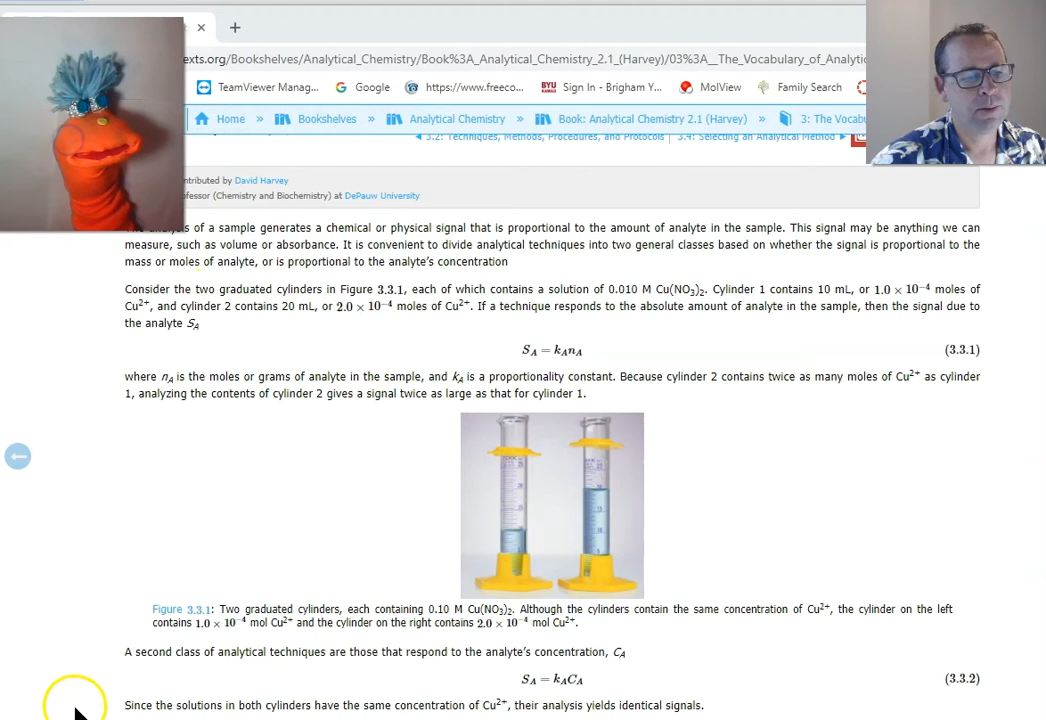 exts.org/Bookshelves/Analytical_Chemistry/Book%3A_Analytical_Chemistry_2.1_(Harvey)/03%3A__The_Vocabulary_of_Analytic
TeamViewer Manag... Google https://www.freeco... BYU Sign In - Brigham Y... MolView Family Search
Home » Bookshelves » Analytical Chemistry » Book: Analytical Chemistry 2.1 (Harvey) » 3: The Vocabu
3.2: Techniques, Methods, Procedures, and Protocols | 3.4: Selecting an Analytical Method
ntributed by David Harvey
fessor (Chemistry and Biochemistry) at DePauw University
of a sample generates a chemical or physical signal that is proportional to the amount of analyte in the sample. This signal may be anything we can
measure, such as volume or absorbance. It is convenient to divide analytical techniques into two general classes based on whether the signal is proportional to the
mass or moles of analyte, or is proportional to the analyte's concentration
Consider the two graduated cylinders in Figure 3.3.1, each of which contains a solution of 0.010 M Cu(NO₃)₂. Cylinder 1 contains 10 mL, or 1.0 × 10⁻⁴ moles of
Cu²⁺, and cylinder 2 contains 20 mL, or 2.0 × 10⁻⁴ moles of Cu²⁺. If a technique responds to the absolute amount of analyte in the sample, then the signal due to
the analyte S_A
S_A = k_A n_A (3.3.1)
where n_A is the moles or grams of analyte in the sample, and k_A is a proportionality constant. Because cylinder 2 contains twice as many moles of Cu²⁺ as cylinder
1, analyzing the contents of cylinder 2 gives a signal twice as large as that for cylinder 1.
Figure 3.3.1: Two graduated cylinders, each containing 0.10 M Cu(NO₃)₂. Although the cylinders contain the same concentration of Cu²⁺, the cylinder on the left
contains 1.0 × 10⁻⁴ mol Cu²⁺ and the cylinder on the right contains 2.0 × 10⁻⁴ mol Cu²⁺.
A second class of analytical techniques are those that respond to the analyte's concentration, C_A
S_A = k_A C_A (3.3.2)
Since the solutions in both cylinders have the same concentration of Cu²⁺, their analysis yields identical signals.